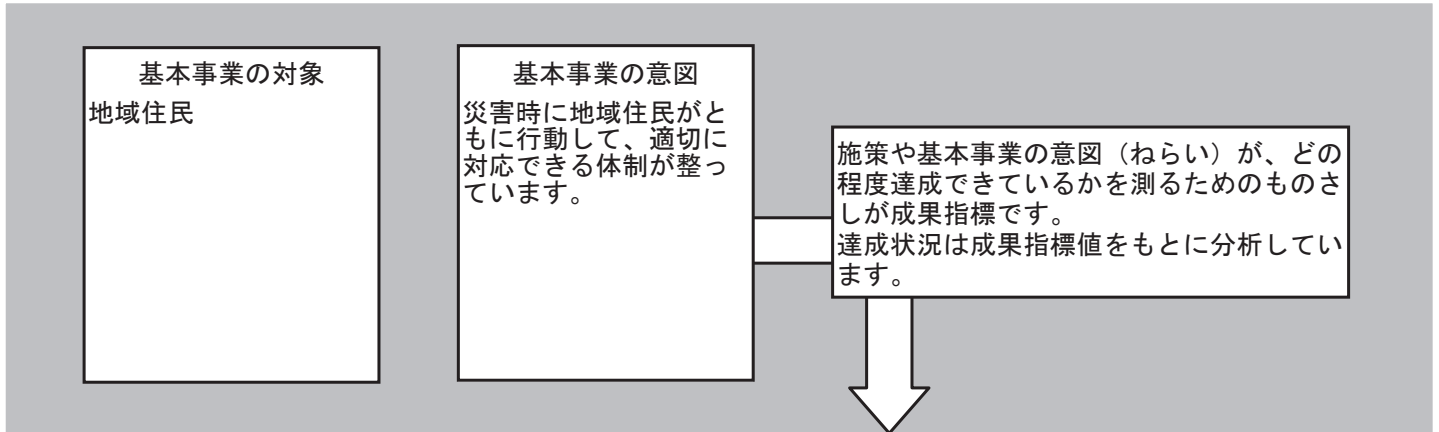 基本事業の対象
地域住民
基本事業の意図
災害時に地域住民がと
もに行動して、適切に
対応できる体制が整っ
ています。
施策や基本事業の意図（ねらい）が、どの
程度達成できているかを測るためのものさ
しが成果指標です。
達成状況は成果指標値をもとに分析してい
ます。